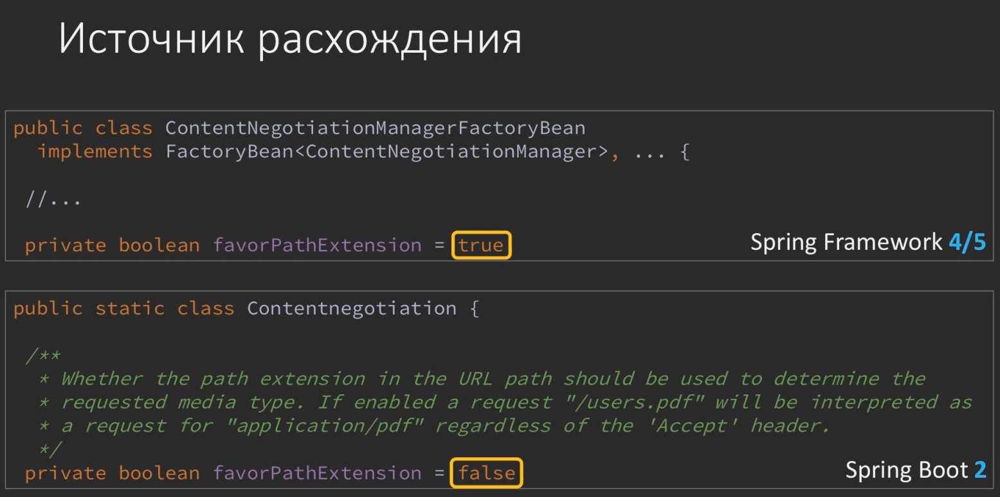 Источник расхождения
public class ContentNegotiationManagerFactoryBean
implements FactoryBean<ContentNegotiationManager>, ... {
//...
private boolean favorPathExtension = true
Spring Framework 4/5
public static class Contentnegotiation {
/**
* Whether the path extension in the URL path should be used to determine the
* requested media type. If enabled a request "/users.pdf" will be interpreted as
* a request for "application/pdf" regardless of the 'Accept' header.
*/
private boolean favorPathExtension = false
Spring Boot 2